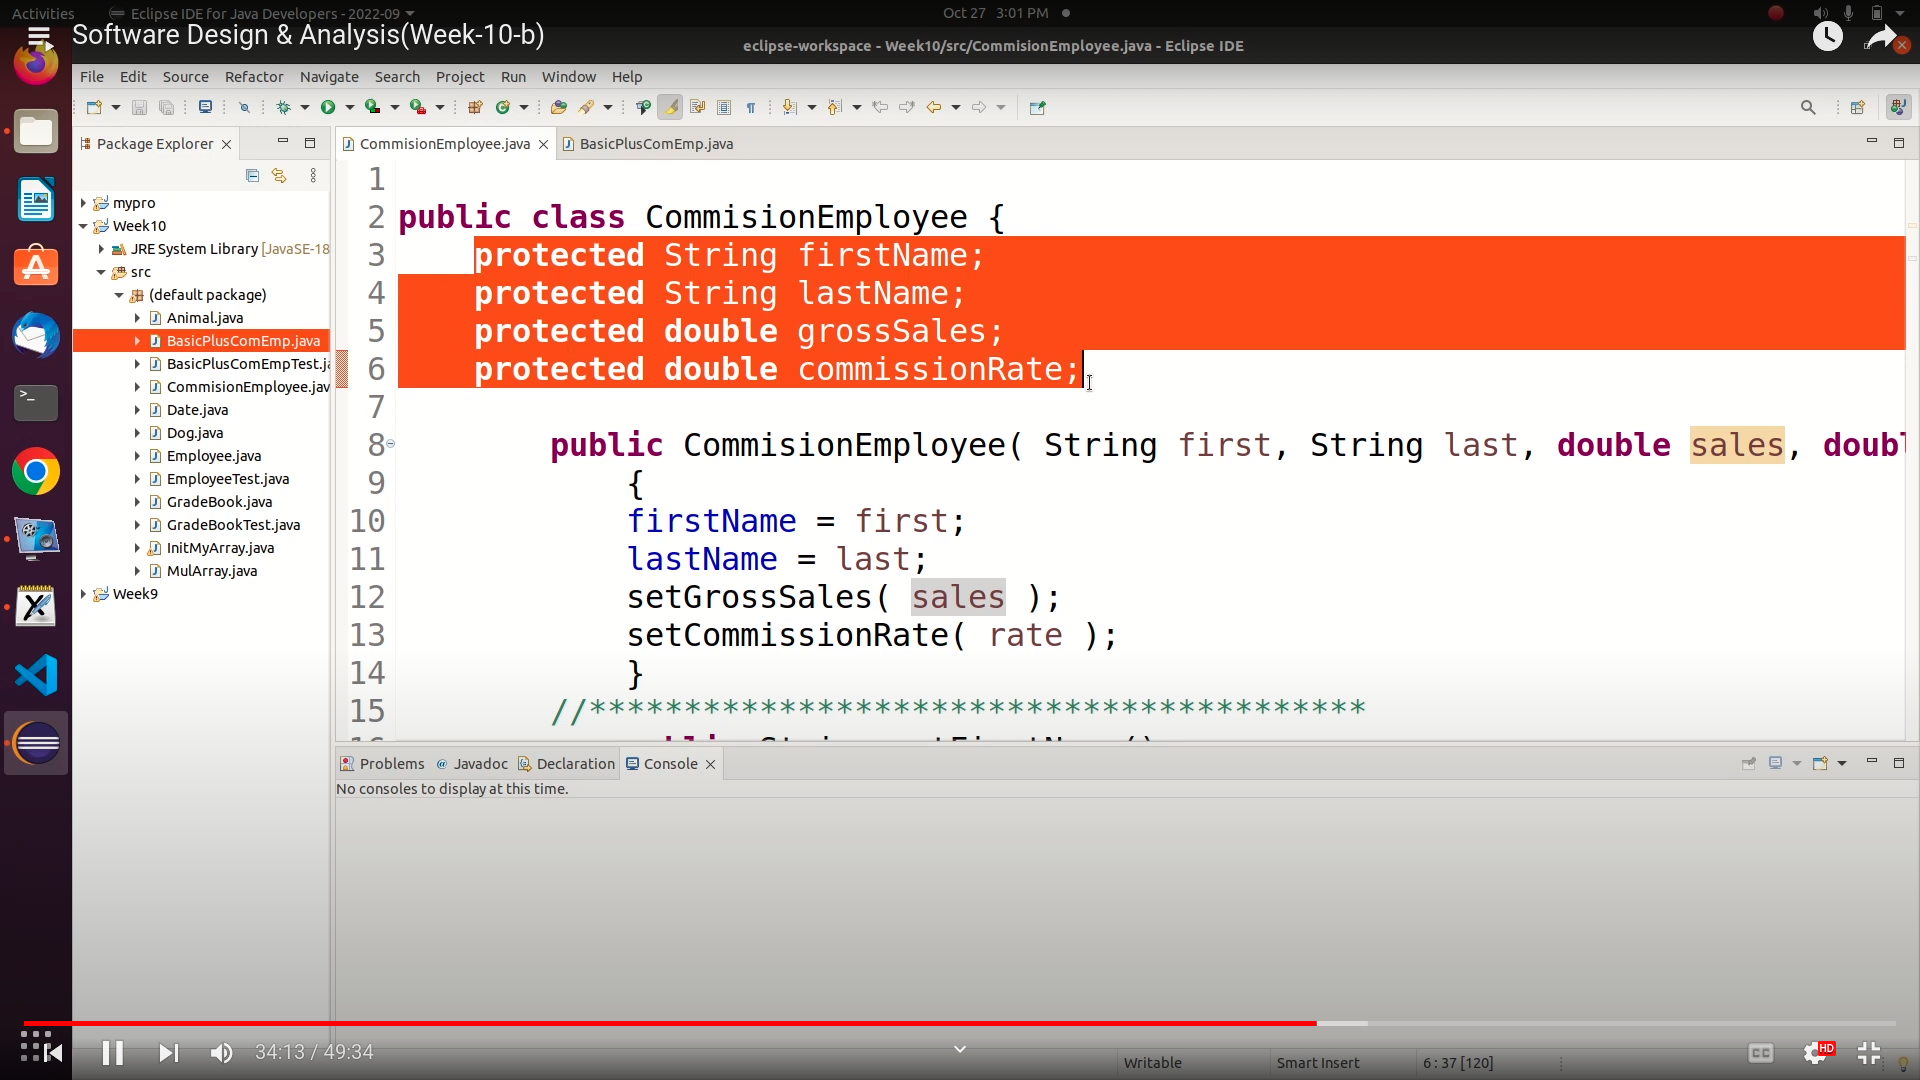 Activities
Eclipse IDE for Java Developers - 2022-09
Oct 27 3:01 PM
Software Design & Analysis(Week-10-b)
eclipse-workspace - Week10/src/CommisionEmployee.java - Eclipse IDE
File Edit Source Refactor Navigate Search Project Run Window Help
Package Explorer
CommisionEmployee.java
BasicPlusComEmp.java
mypro
Week10
JRE System Library [JavaSE-18
src
(default package)
Animal.java
BasicPlusComEmp.java
BasicPlusComEmpTest.ja
CommisionEmployee.jav
Date.java
Dog.java
Employee.java
EmployeeTest.java
GradeBook.java
GradeBookTest.java
InitMyArray.java
MulArray.java
Week9
1
2 public class CommisionEmployee {
3 protected String firstName;
4 protected String lastName;
5 protected double grossSales;
6 protected double commissionRate;
7
8 public CommisionEmployee( String first, String last, double sales, doubl
9 {
10 firstName = first;
11 lastName = last;
12 setGrossSales( sales );
13 setCommissionRate( rate );
14 }
15 //*****************************************
Problems Javadoc Declaration Console
No consoles to display at this time.
34:13 / 49:34
Writable
Smart Insert
6 : 37 [120]
CC
HD